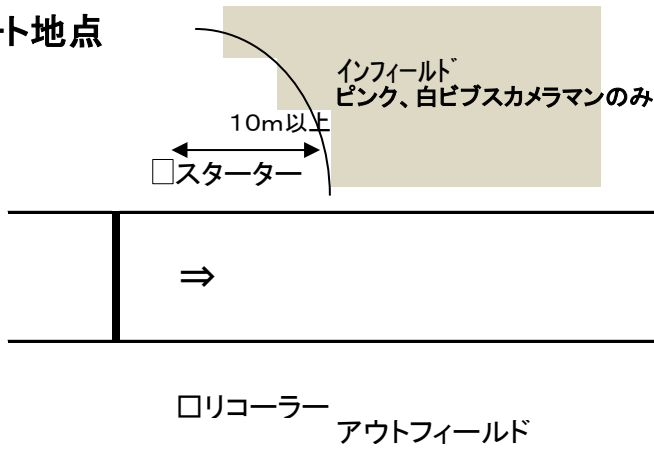 ート地点
インフィールド
ピンク、白ビブスカメラマンのみ
10m以上
□スターター
⇒
□リコーラー
アウトフィールド